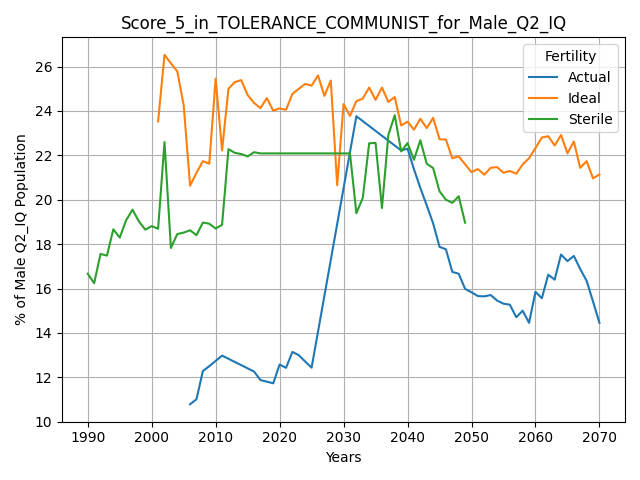 Score_5_in_TOLERANCE_COMMUNIST_for_Male_Q2_IQ
Fertility
Actual
Ideal
Sterile
% of Male Q2_IQ Population
26
24
22
20
18
16
14
12
10
1990 2000 2010 2020 2030 2040 2050 2060 2070
Years